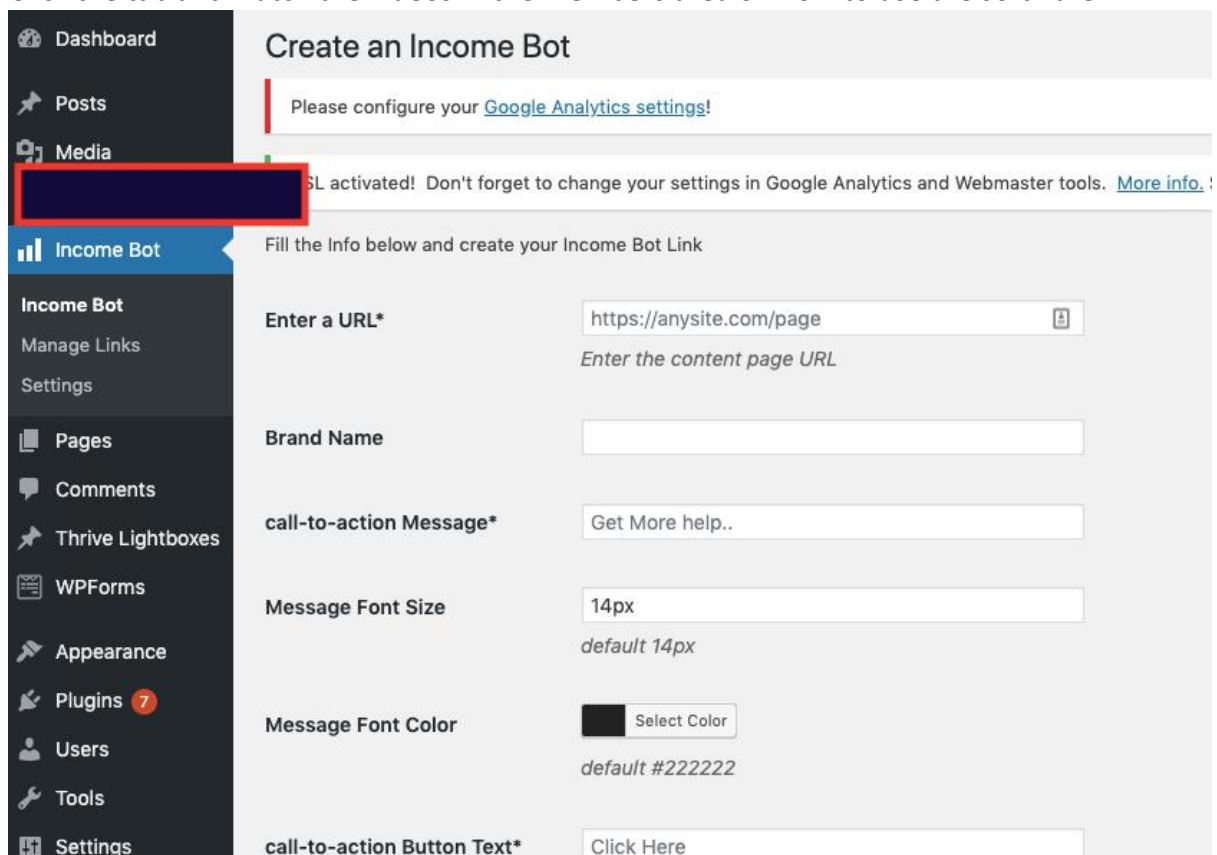 Dashboard
Posts
Media
Income Bot
Income Bot
Manage Links
Settings
Pages
Comments
Thrive Lightboxes
WPForms
Appearance
Plugins 7
Users
Tools
Settings
Create an Income Bot
Please configure your Google Analytics settings!
SL activated! Don't forget to change your settings in Google Analytics and Webmaster tools. More info.
Fill the Info below and create your Income Bot Link
Enter a URL*
https://anysite.com/page
Enter the content page URL
Brand Name
call-to-action Message*
Get More help..
Message Font Size
14px
default 14px
Message Font Color
Select Color
default #222222
call-to-action Button Text*
Click Here